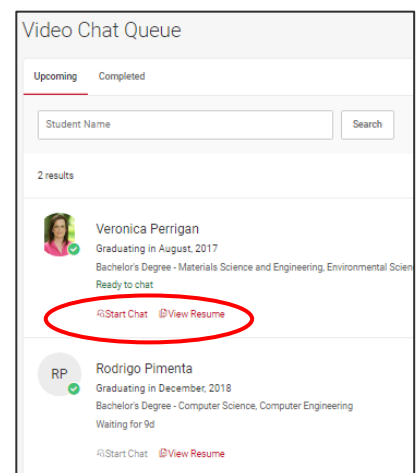 Video Chat Queue
Upcoming Completed
Student Name Search
2 results
Veronica Perrigan
Graduating in August, 2017
Bachelor's Degree - Materials Science and Engineering, Environmental Scien
Ready to chat
Start Chat View Resume
RP Rodrigo Pimenta
Graduating in December, 2018
Bachelor's Degree - Computer Science, Computer Engineering
Waiting for 9d
Start Chat View Resume